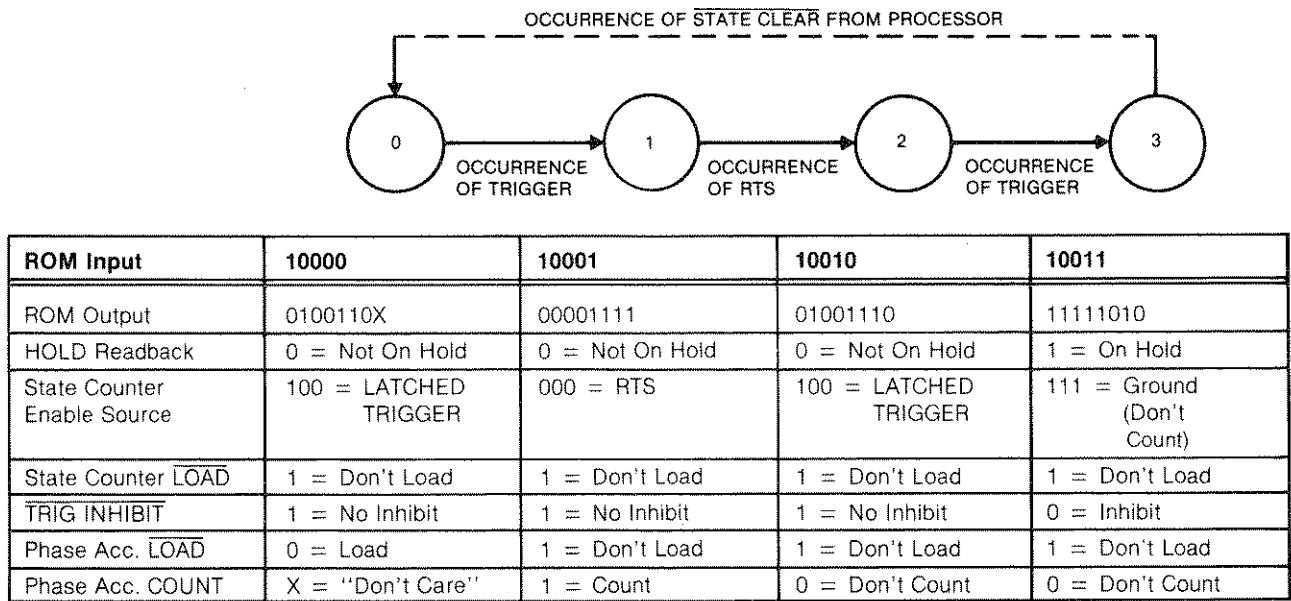 OCCURRENCE OF STATE CLEAR FROM PROCESSOR
0
1
2
3
OCCURRENCE
OF TRIGGER
OCCURRENCE
OF RTS
OCCURRENCE
OF TRIGGER
ROM Input 10000 10001 10010 10011
ROM Output 0100110X 00001111 01001110 11111010
HOLD Readback 0 = Not On Hold 0 = Not On Hold 0 = Not On Hold 1 = On Hold
State Counter 100 = LATCHED 000 = RTS 100 = LATCHED 111 = Ground
Enable Source TRIGGER TRIGGER (Don't
Count)
State Counter LOAD 1 = Don't Load 1 = Don't Load 1 = Don't Load 1 = Don't Load
TRIG INHIBIT 1 = No Inhibit 1 = No Inhibit 1 = No Inhibit 0 = Inhibit
Phase Acc. LOAD 0 = Load 1 = Don't Load 1 = Don't Load 1 = Don't Load
Phase Acc. COUNT X = "Don't Care" 1 = Count 0 = Don't Count 0 = Don't Count